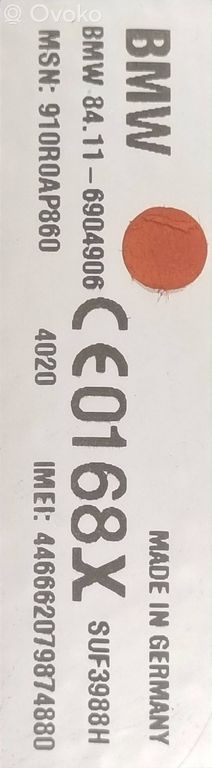 Ovoko
BMW
MADE IN GERMANY
BMW 84.11-6904906 CE0168X SUF3988H
MSN: 910R0AP860 4020 IMEI: 446662079874880